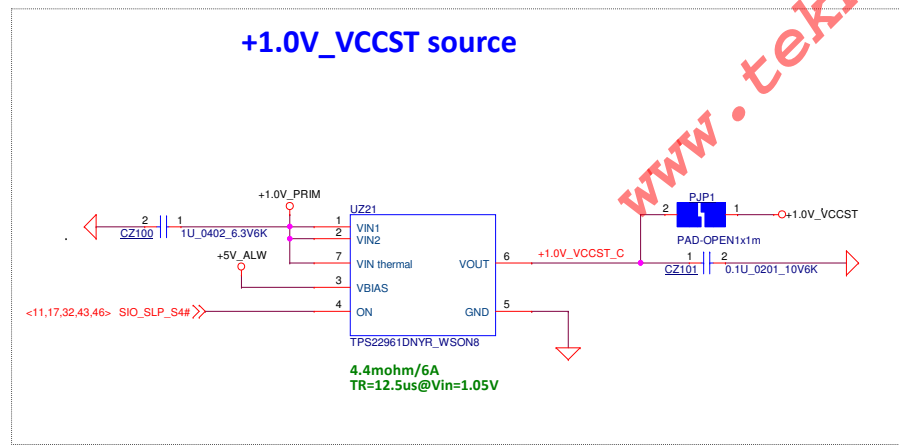 +1.0V_VCCST source
www.tek
+1.0V_PRIM
UZ21
PJP1
2 1
1U_0402_6.3V6K
CZ100
1 VIN1
2 VIN2
2 1
+1.0V_VCCST
PAD-OPEN1x1m
+5V_ALW
7 VIN thermal
VOUT 6
+1.0V_VCCST_C
1 2
CZ101
0.1U_0201_10V6K
3 VBIAS
<11,17,32,43,46> SIO_SLP_S4#
4 ON
GND 5
TPS22961DNYR_WSON8
4.4mohm/6A
TR=12.5us@Vin=1.05V